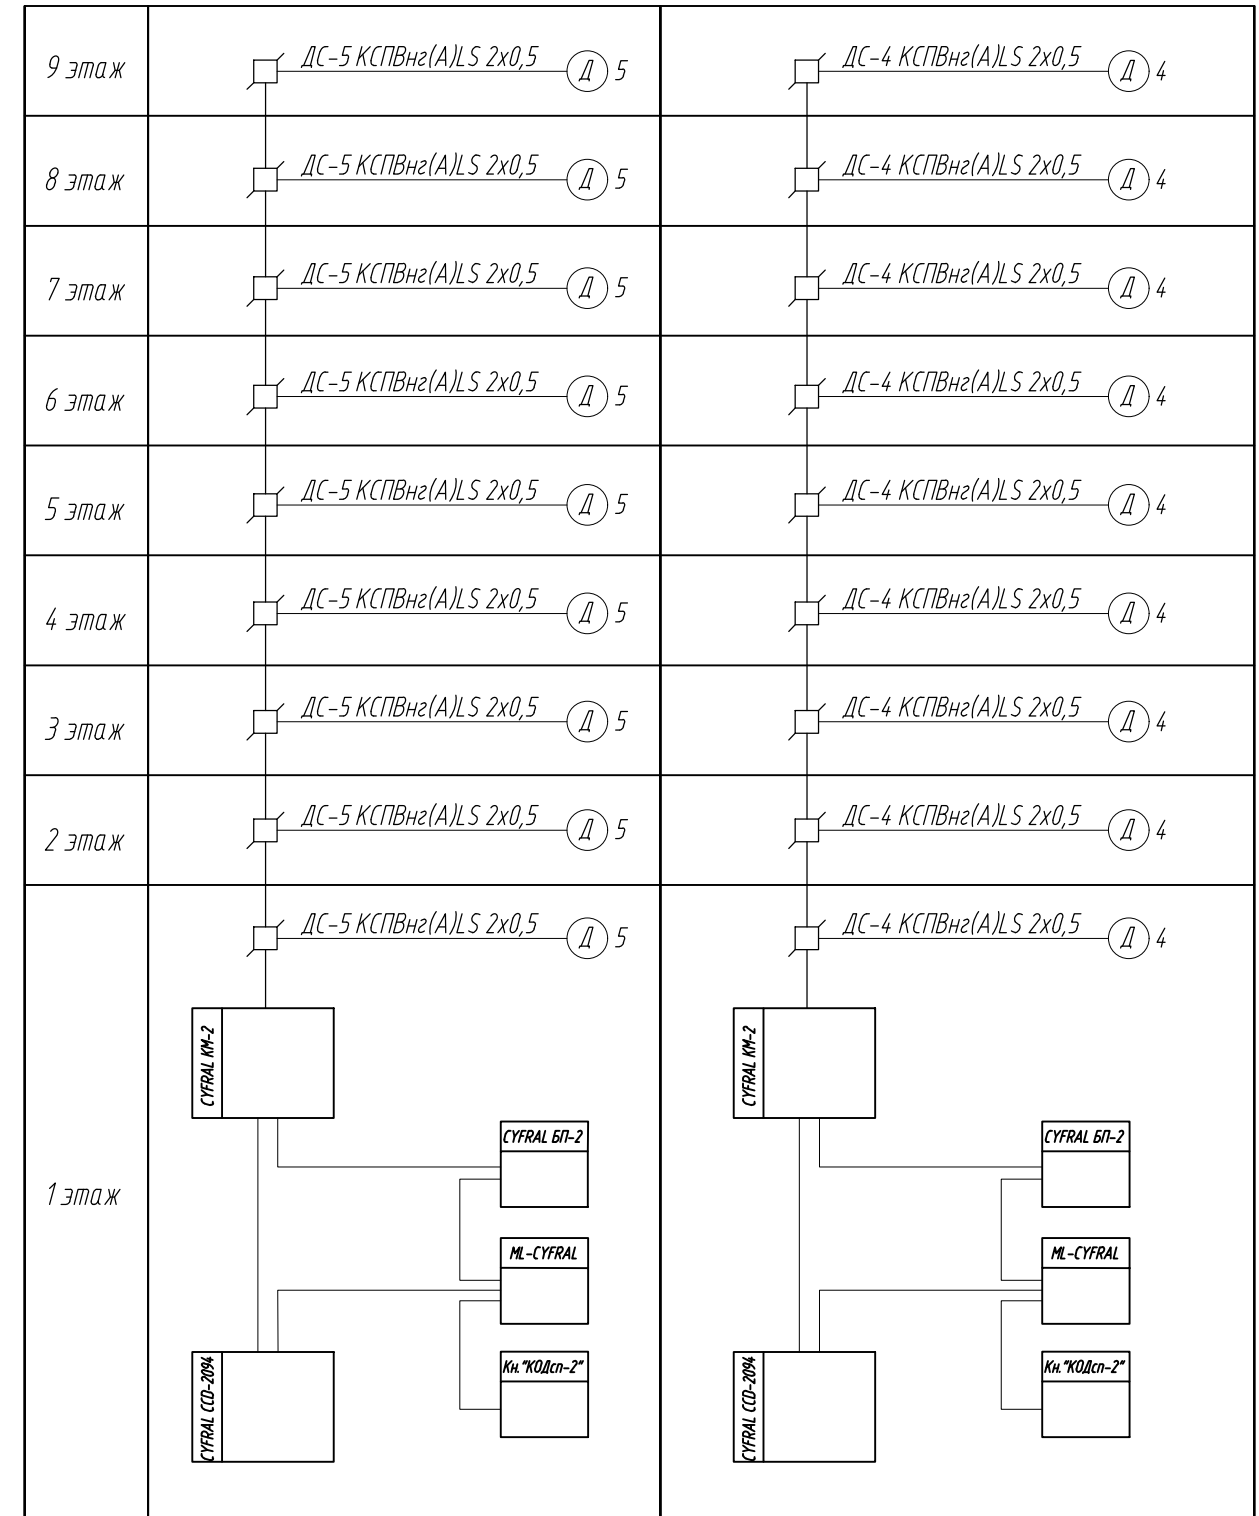 9 этаж
ДС-5 КСПВнг(А)LS 2х0,5
Д
5
ДС-4 КСПВнг(А)LS 2х0,5
Д
4
8 этаж
ДС-5 КСПВнг(А)LS 2х0,5
Д
5
ДС-4 КСПВнг(А)LS 2х0,5
Д
4
7 этаж
ДС-5 КСПВнг(А)LS 2х0,5
Д
5
ДС-4 КСПВнг(А)LS 2х0,5
Д
4
6 этаж
ДС-5 КСПВнг(А)LS 2х0,5
Д
5
ДС-4 КСПВнг(А)LS 2х0,5
Д
4
5 этаж
ДС-5 КСПВнг(А)LS 2х0,5
Д
5
ДС-4 КСПВнг(А)LS 2х0,5
Д
4
4 этаж
ДС-5 КСПВнг(А)LS 2х0,5
Д
5
ДС-4 КСПВнг(А)LS 2х0,5
Д
4
3 этаж
ДС-5 КСПВнг(А)LS 2х0,5
Д
5
ДС-4 КСПВнг(А)LS 2х0,5
Д
4
2 этаж
ДС-5 КСПВнг(А)LS 2х0,5
Д
5
ДС-4 КСПВнг(А)LS 2х0,5
Д
4
1 этаж
ДС-5 КСПВнг(А)LS 2х0,5
Д
5
CYFRAL КМ-2
CYFRAL БП-2
ML-CYFRAL
CYFRAL CCD-2094
Кн."КОДсп-2"
ДС-4 КСПВнг(А)LS 2х0,5
Д
4
CYFRAL КМ-2
CYFRAL БП-2
ML-CYFRAL
CYFRAL CCD-2094
Кн."КОДсп-2"